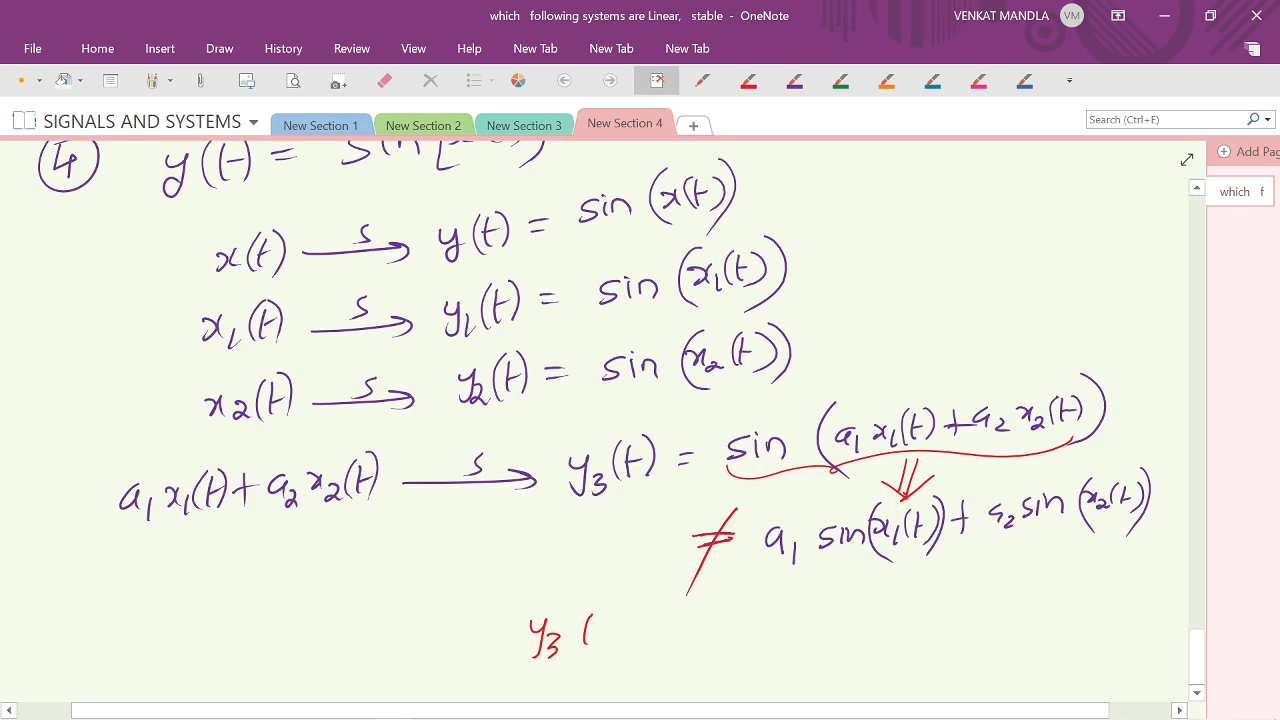 which following systems are Linear, stable - OneNote
VENKAT MANDLA VM
File Home Insert Draw History Review View Help New Tab New Tab New Tab
SIGNALS AND SYSTEMS New Section 1 New Section 2 New Section 3 New Section 4 +
Search (Ctrl+E)
Add Pag
which f
④ y(t) = sin[
x(t) —S→ y(t) = sin (x(t))
x₁(t) —S→ y₁(t) = sin (x₁(t))
x₂(t) —S→ y₂(t) = sin (x₂(t))
a₁ x₁(t) + a₂ x₂(t) —S→ y₃(t) = sin (a₁ x₁(t) + a₂ x₂(t))
≠ a₁ sin(x₁(t)) + a₂ sin (x₂(t))
y₃ (